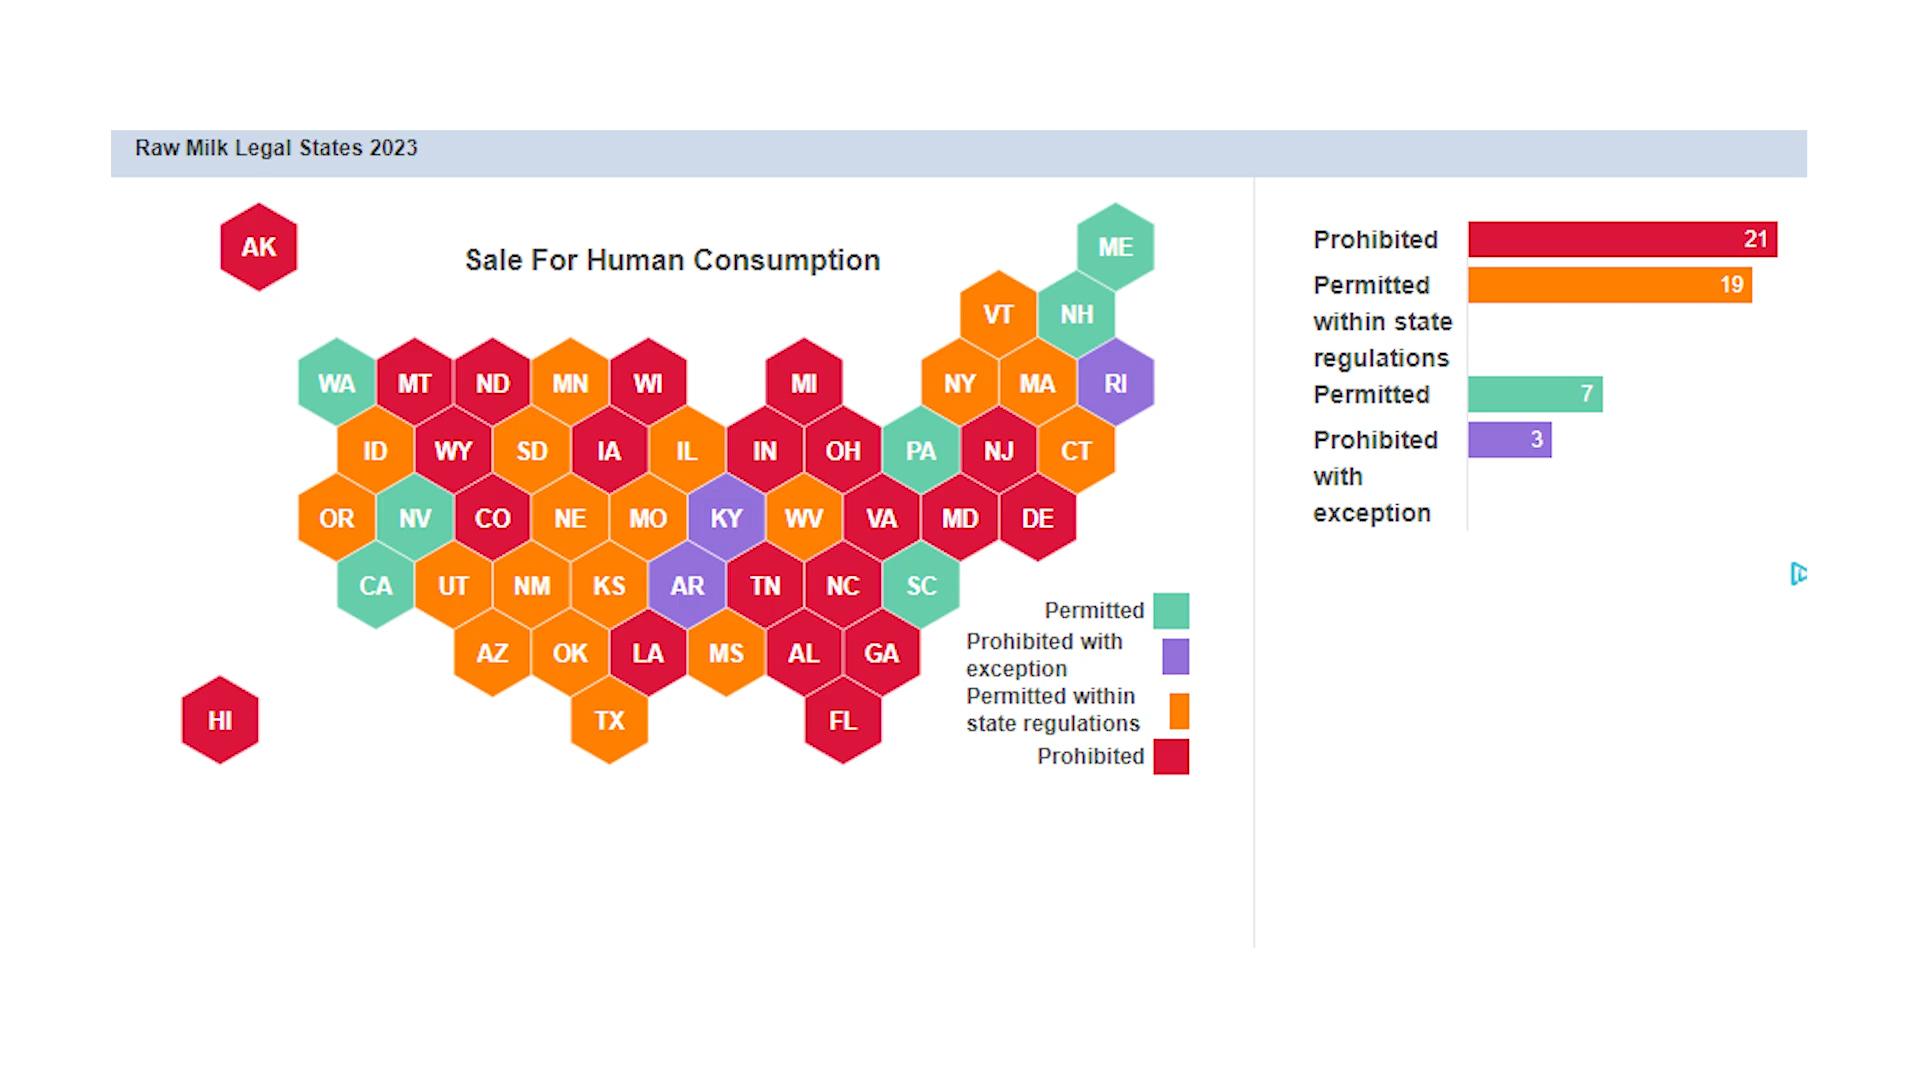 Raw Milk Legal States 2023
Sale For Human Consumption
AK
ME
VT NH
WA MT ND MN WI MI NY MA RI
ID WY SD IA IL IN OH PA NJ CT
OR NV CO NE MO KY WV VA MD DE
CA UT NM KS AR TN NC SC
AZ OK LA MS AL GA
HI TX FL
Permitted
Prohibited with
exception
Permitted within
state regulations
Prohibited
Prohibited 21
Permitted 19
within state
regulations
Permitted 7
Prohibited 3
with
exception